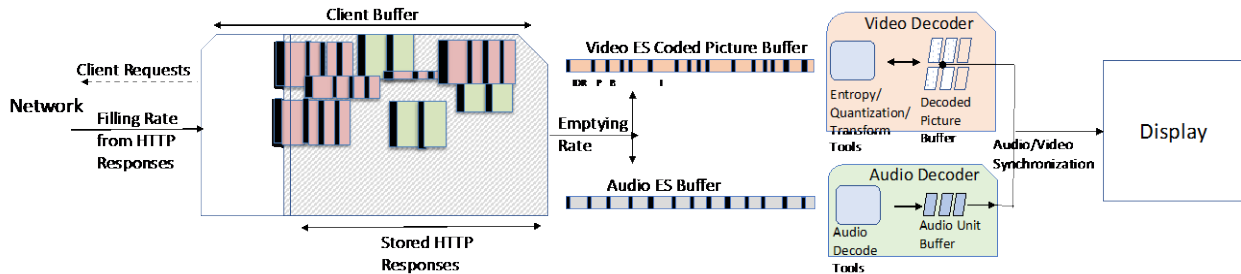 Client Buffer
Client Requests
Network
Filling Rate
from HTTP
Responses
Stored HTTP
Responses
Emptying
Rate
Video ES Coded Picture Buffer
IDR P B I
Audio ES Buffer
Video Decoder
Entropy/
Quantization/
Transform
Tools
Decoded
Picture
Buffer
Audio Decoder
Audio
Decode
Tools
Audio Unit
Buffer
Audio/Video
Synchronization
Display